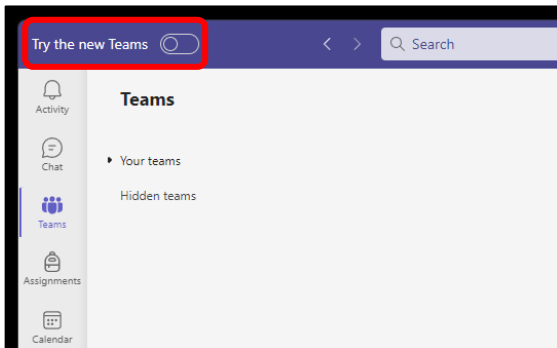 Try the new Teams
Search
Activity
Teams
Chat
Your teams
Hidden teams
Teams
Assignments
Calendar